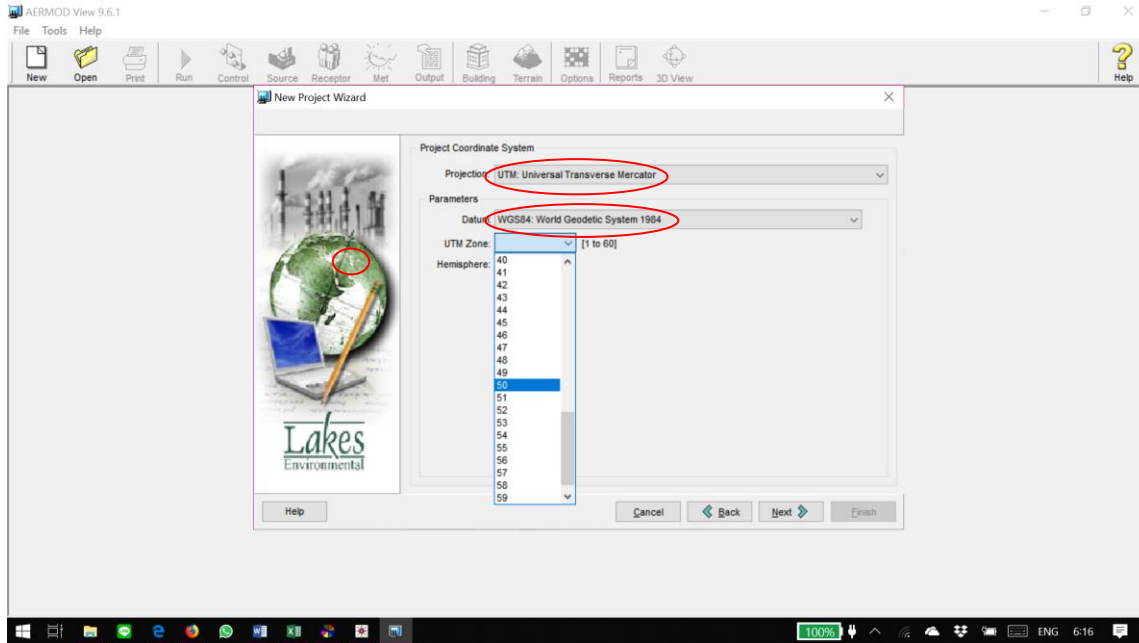 AERMOD View 9.6.1
File Tools Help
New Open Print Run Control Source Receptor Met Output Building Terrain Options Reports 3D View Help
New Project Wizard
Project Coordinate System
Projection: UTM: Universal Transverse Mercator
Parameters
Datum: WGS84: World Geodetic System 1984
UTM Zone: [1 to 60]
Hemisphere:
40
41
42
43
44
45
46
47
48
49
50
51
52
53
54
55
56
57
58
59
Lakes
Environmental
Help Cancel Back Next Finish
100% ENG 6:16